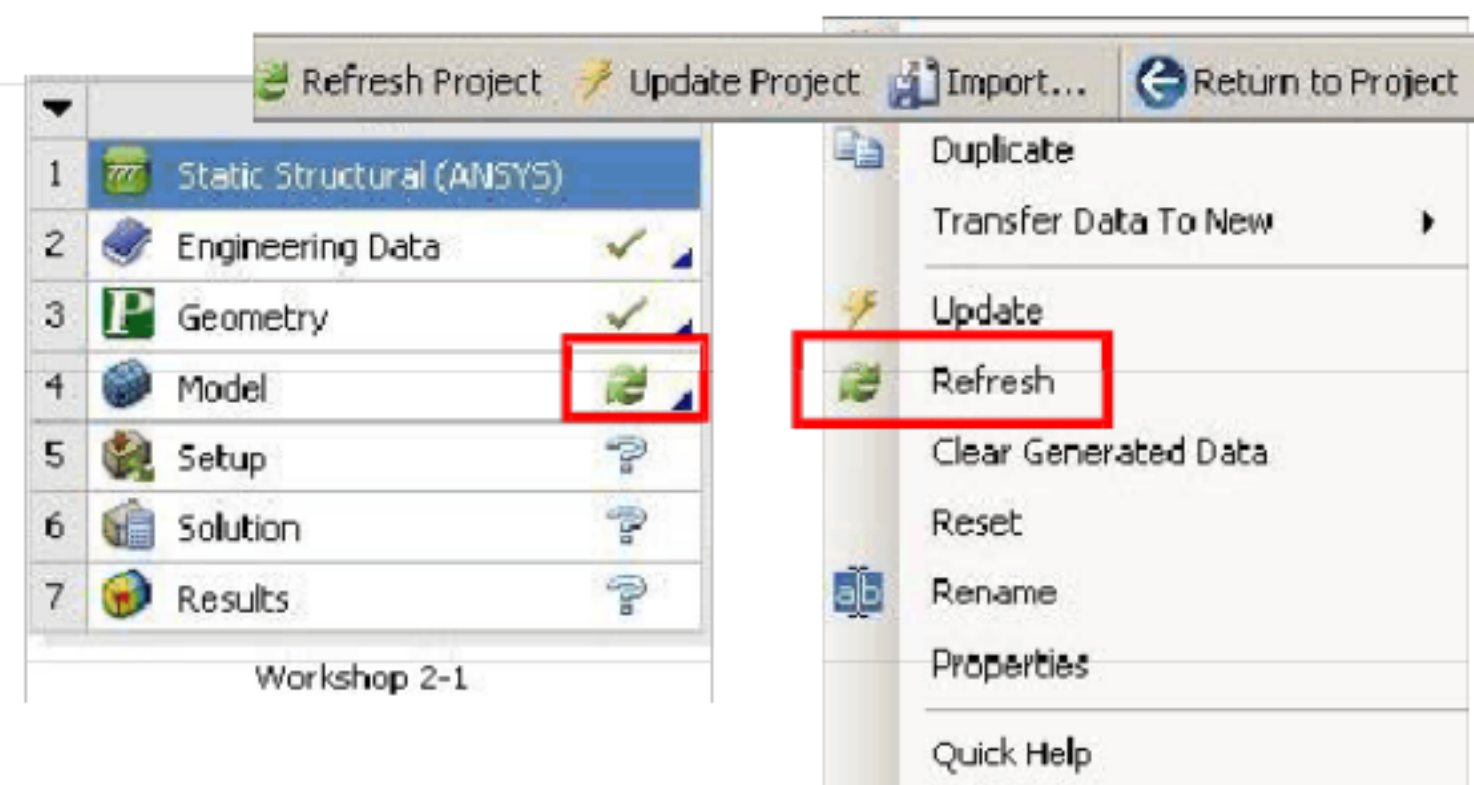 Refresh Project Update Project Import... Return to Project
1 Static Structural (ANSYS)
2 Engineering Data
3 Geometry
4 Model
5 Setup
6 Solution
7 Results
Workshop 2-1
Duplicate
Transfer Data To New
Update
Refresh
Clear Generated Data
Reset
Rename
Properties
Quick Help